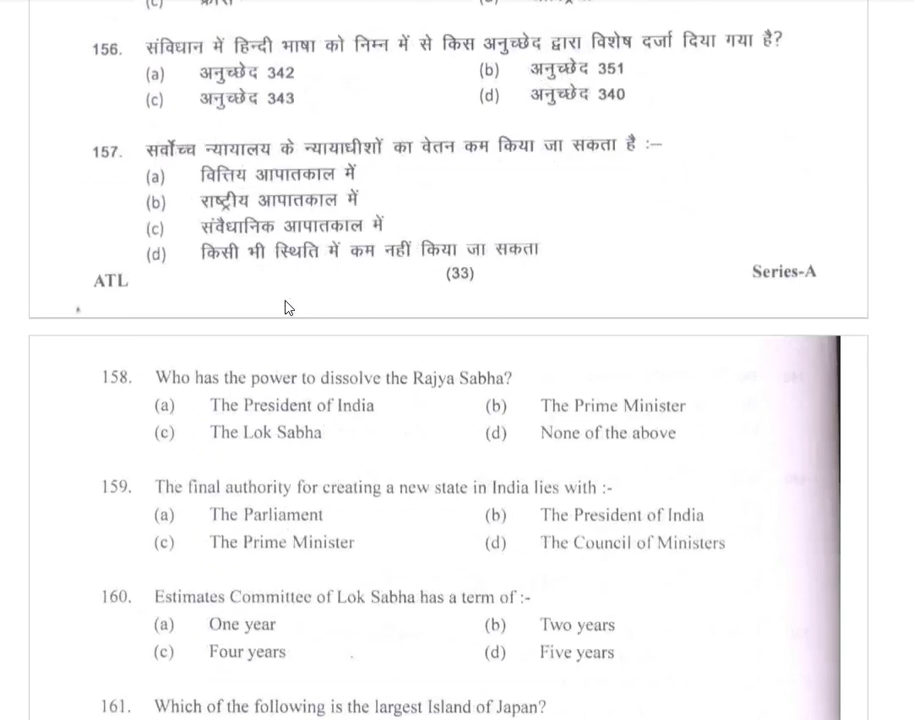 (c)
156. संविधान में हिन्दी भाषा को निम्न में से किस अनुच्छेद द्वारा विशेष दर्जा दिया गया है?
(a) अनुच्छेद 342 (b) अनुच्छेद 351
(c) अनुच्छेद 343 (d) अनुच्छेद 340
157. सर्वोच्च न्यायालय के न्यायाधीशों का वेतन कम किया जा सकता है :–
(a) वित्तिय आपातकाल में
(b) राष्ट्रीय आपातकाल में
(c) संवैधानिक आपातकाल में
(d) किसी भी स्थिति में कम नहीं किया जा सकता
ATL (33) Series-A
158. Who has the power to dissolve the Rajya Sabha?
(a) The President of India (b) The Prime Minister
(c) The Lok Sabha (d) None of the above
159. The final authority for creating a new state in India lies with :-
(a) The Parliament (b) The President of India
(c) The Prime Minister (d) The Council of Ministers
160. Estimates Committee of Lok Sabha has a term of :-
(a) One year (b) Two years
(c) Four years (d) Five years
161. Which of the following is the largest Island of Japan?